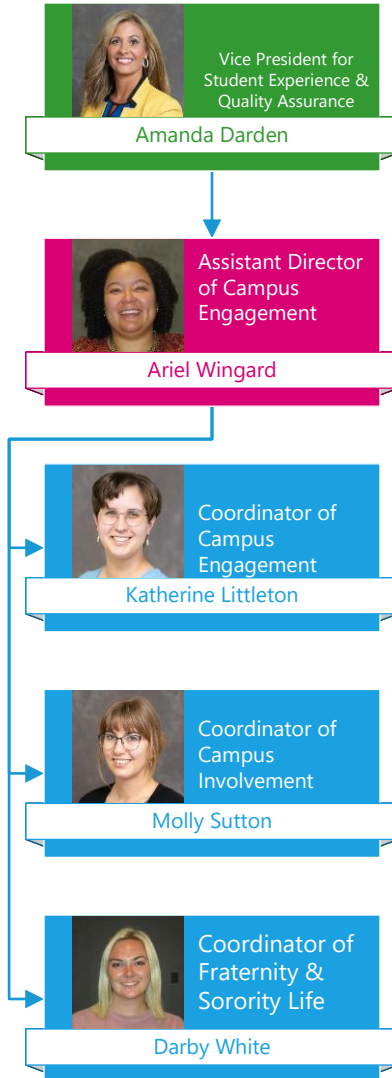 Vice President for
Student Experience &
Quality Assurance
Amanda Darden
Assistant Director
of Campus
Engagement
Ariel Wingard
Coordinator of
Campus
Engagement
Katherine Littleton
Coordinator of
Campus
Involvement
Molly Sutton
Coordinator of
Fraternity &
Sorority Life
Darby White